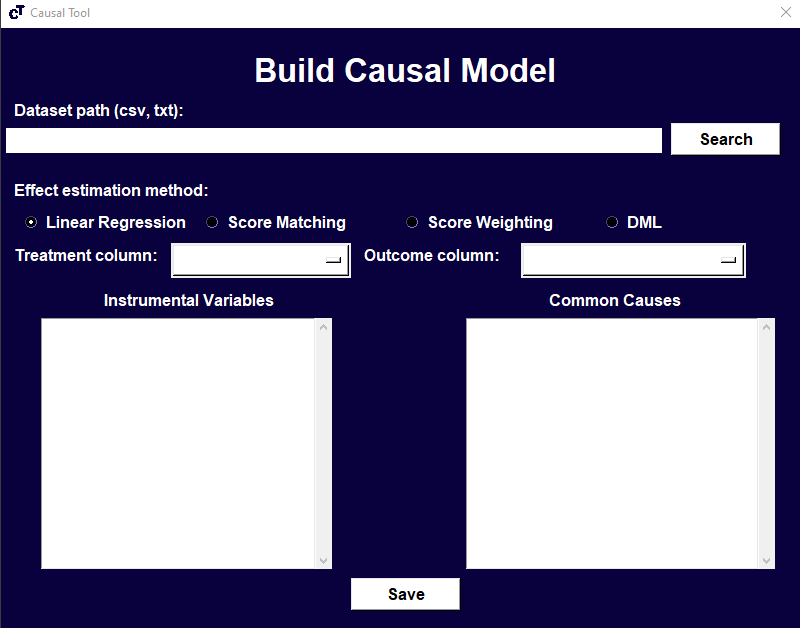 CT Causal Tool
Build Causal Model
Dataset path (csv, txt):
Search
Effect estimation method:
Linear Regression Score Matching Score Weighting DML
Treatment column: Outcome column:
Instrumental Variables Common Causes
Save